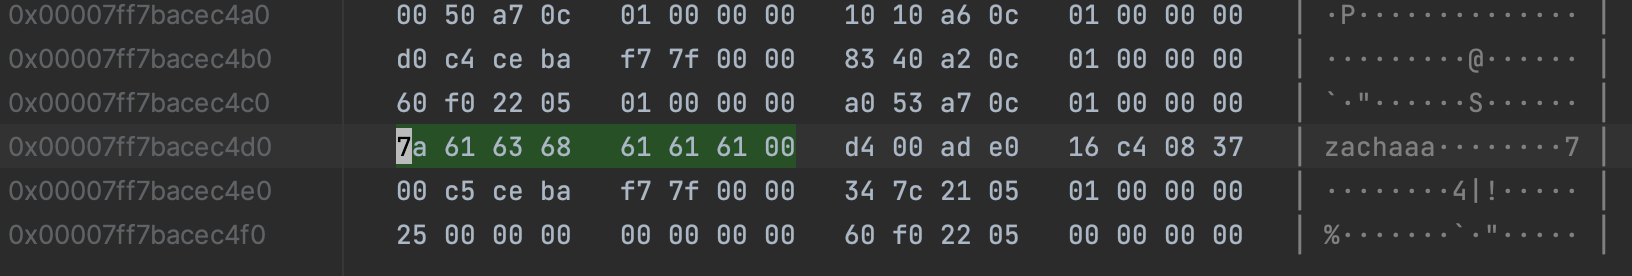 0x00007ff7bacec4a0 00 50 a7 0c 01 00 00 00 10 10 a6 0c 01 00 00 00 |·P··············|
0x00007ff7bacec4b0 d0 c4 ce ba f7 7f 00 00 83 40 a2 0c 01 00 00 00 |·········@······|
0x00007ff7bacec4c0 60 f0 22 05 01 00 00 00 a0 53 a7 0c 01 00 00 00 |`·"······S······|
0x00007ff7bacec4d0 7a 61 63 68 61 61 61 00 d4 00 ad e0 16 c4 08 37 |zachaaa········7|
0x00007ff7bacec4e0 00 c5 ce ba f7 7f 00 00 34 7c 21 05 01 00 00 00 |········4|!·····|
0x00007ff7bacec4f0 25 00 00 00 00 00 00 00 60 f0 22 05 00 00 00 00 |%·······`·"·····|